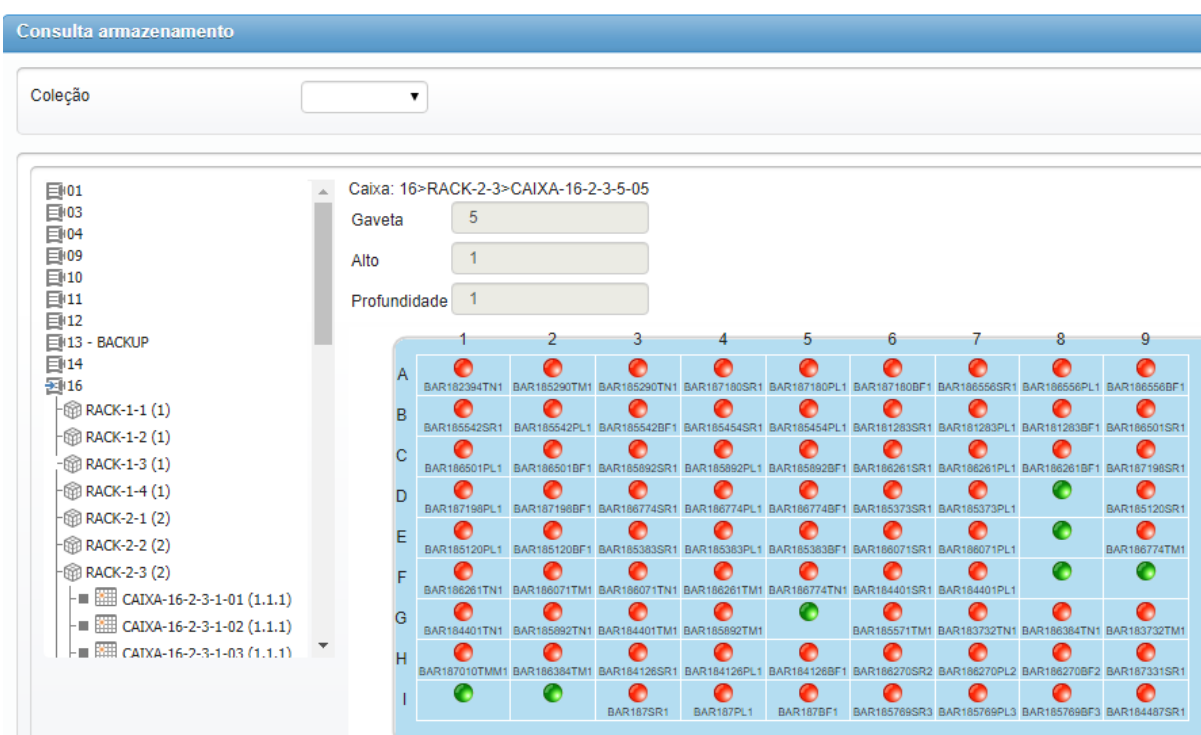 Consulta armazenamento
Coleção
01
03
04
09
10
11
12
13 - BACKUP
14
16
RACK-1-1 (1)
RACK-1-2 (1)
RACK-1-3 (1)
RACK-1-4 (1)
RACK-2-1 (2)
RACK-2-2 (2)
RACK-2-3 (2)
CAIXA-16-2-3-1-01 (1.1.1)
CAIXA-16-2-3-1-02 (1.1.1)
CAIXA-16-2-3-1-03 (1.1.1)
Caixa: 16>RACK-2-3>CAIXA-16-2-3-5-05
Gaveta 5
Alto 1
Profundidade 1
1 2 3 4 5 6 7 8 9
A
BAR182394TN1 BAR185290TM1 BAR185290TN1 BAR187180SR1 BAR187180PL1 BAR187180BF1 BAR186556SR1 BAR186556PL1 BAR186556BF1
B
BAR185542SR1 BAR185542PL1 BAR185542BF1 BAR185454SR1 BAR185454PL1 BAR181283SR1 BAR181283PL1 BAR181283BF1 BAR186501SR1
C
BAR186501PL1 BAR186501BF1 BAR185892SR1 BAR185892PL1 BAR185892BF1 BAR186261SR1 BAR186261PL1 BAR186261BF1 BAR187198SR1
D
BAR187198PL1 BAR187198BF1 BAR186774SR1 BAR186774PL1 BAR186774BF1 BAR185373SR1 BAR185373PL1 BAR185120SR1
E
BAR185120PL1 BAR185120BF1 BAR185383SR1 BAR185383PL1 BAR185383BF1 BAR186071SR1 BAR186071PL1 BAR186774TM1
F
BAR186261TN1 BAR186071TM1 BAR186071TN1 BAR186261TM1 BAR186774TN1 BAR184401SR1 BAR184401PL1
G
BAR184401TN1 BAR185892TN1 BAR184401TM1 BAR185892TM1 BAR185571TM1 BAR183732TN1 BAR186384TN1 BAR183732TM1
H
BAR187010TMM1 BAR186384TM1 BAR184126SR1 BAR184126PL1 BAR184126BF1 BAR186270SR2 BAR186270PL2 BAR186270BF2 BAR187331SR1
I
BAR187SR1 BAR187PL1 BAR187BF1 BAR185769SR3 BAR185769PL3 BAR185769BF3 BAR184487SR1